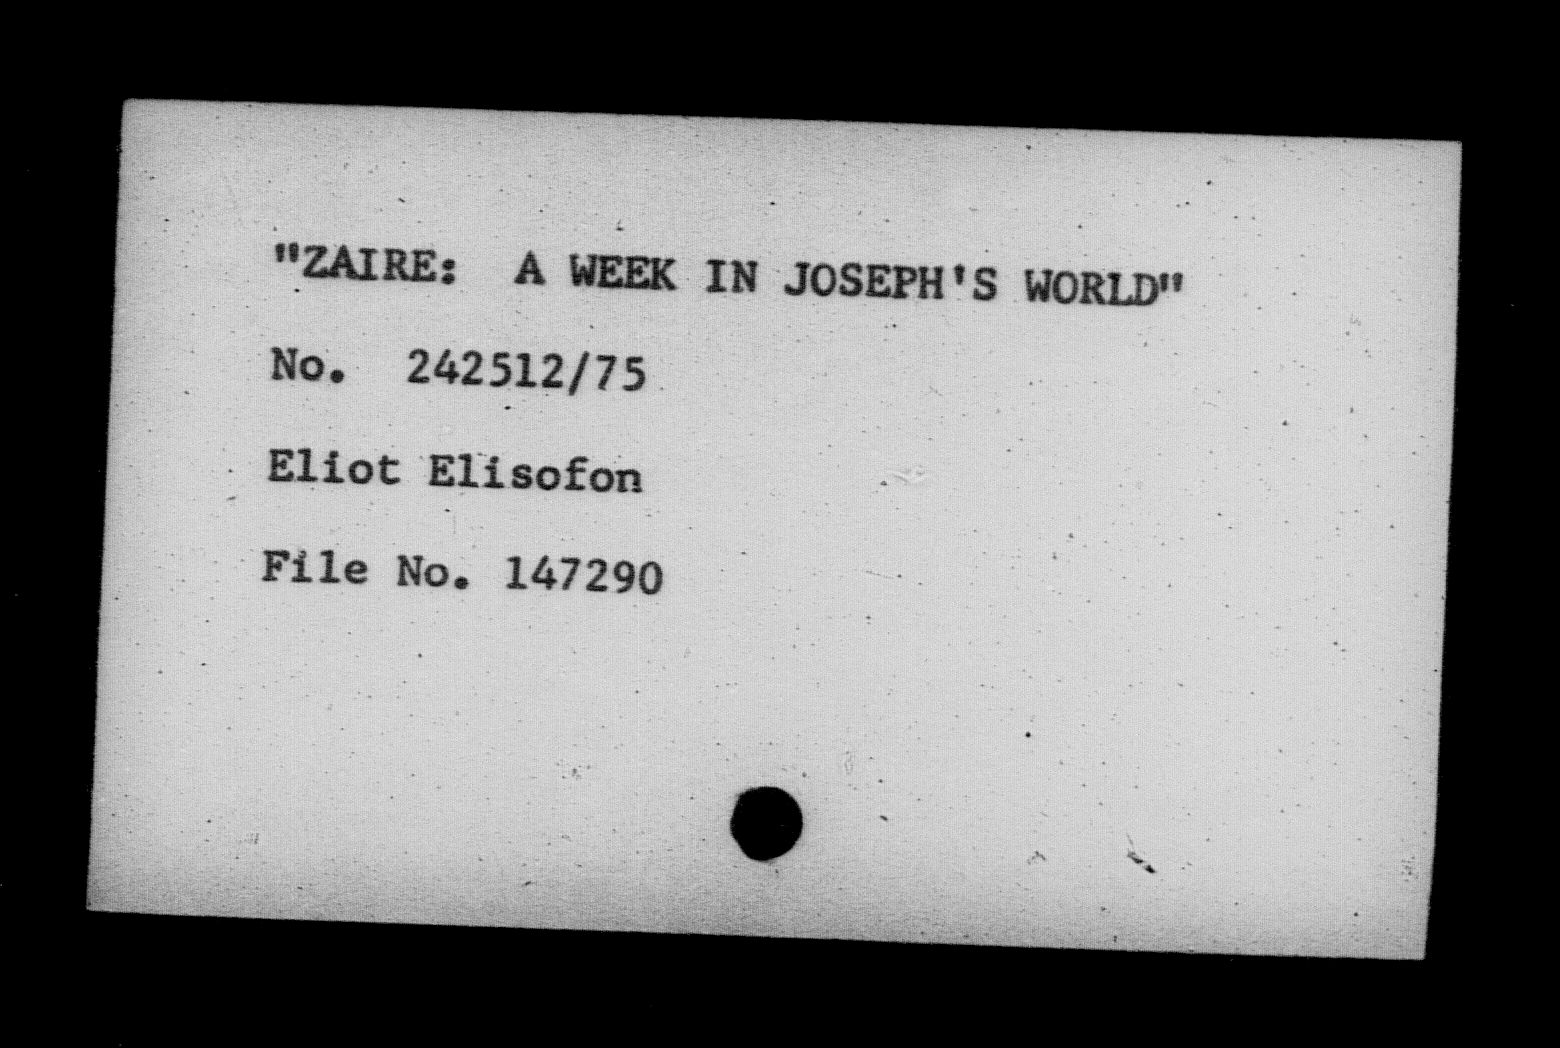 "ZAIRE:  A WEEK IN JOSEPH'S WORLD"
No.  242512/75
Eliot Elisofon
File No. 147290